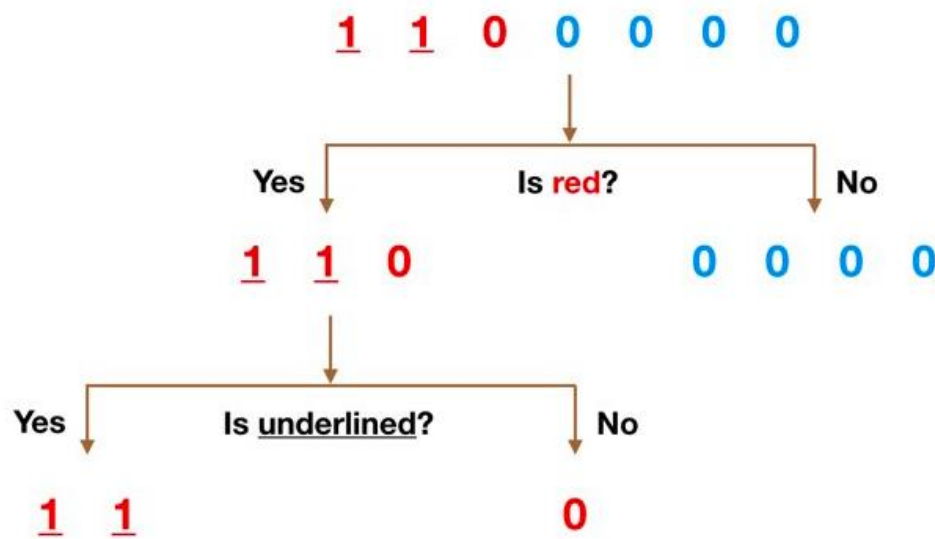 1 1 0 0 0 0 0
Yes Is red? No
1 1 0 0 0 0 0
Yes Is underlined? No
1 1 0